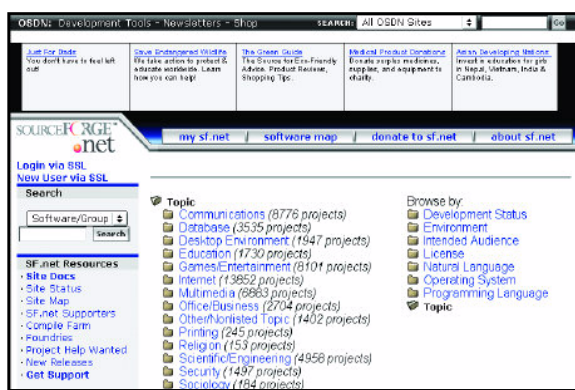 OSDN: Development Tools - Newsletters - Shop
SEARCH: All OSDN Sites
Go
Just For Dads
You don't have to feel left
out!
Save Endangered Wildlife
We take action to protect &
educate worldwide. Learn
how you can help!
The Green Guide
The Source for Eco-Friendly
Advice. Product Reviews,
Shopping Tips.
Medical Product Donations
Donate surplus medicines,
supplies, and equipment to
charity.
Asian Developing Nations
Invest in education for girls
in Nepal, Vietnam, India &
Cambodia.
SOURCEFORGE
.net
my sf.net
software map
donate to sf.net
about sf.net
Login via SSL
New User via SSL
Search
Software/Group
Search
SF.net Resources
· Site Docs
· Site Status
· Site Map
· SF.net Supporters
· Compile Farm
· Foundries
· Project Help Wanted
· New Releases
· Get Support
Topic
Communications (8776 projects)
Database (3535 projects)
Desktop Environment (1947 projects)
Education (1730 projects)
Games/Entertainment (8101 projects)
Internet (13852 projects)
Multimedia (6883 projects)
Office/Business (2704 projects)
Other/Nonlisted Topic (1402 projects)
Printing (245 projects)
Religion (153 projects)
Scientific/Engineering (4958 projects)
Security (1497 projects)
Sociology (184 projects)
Browse by:
Development Status
Environment
Intended Audience
License
Natural Language
Operating System
Programming Language
Topic